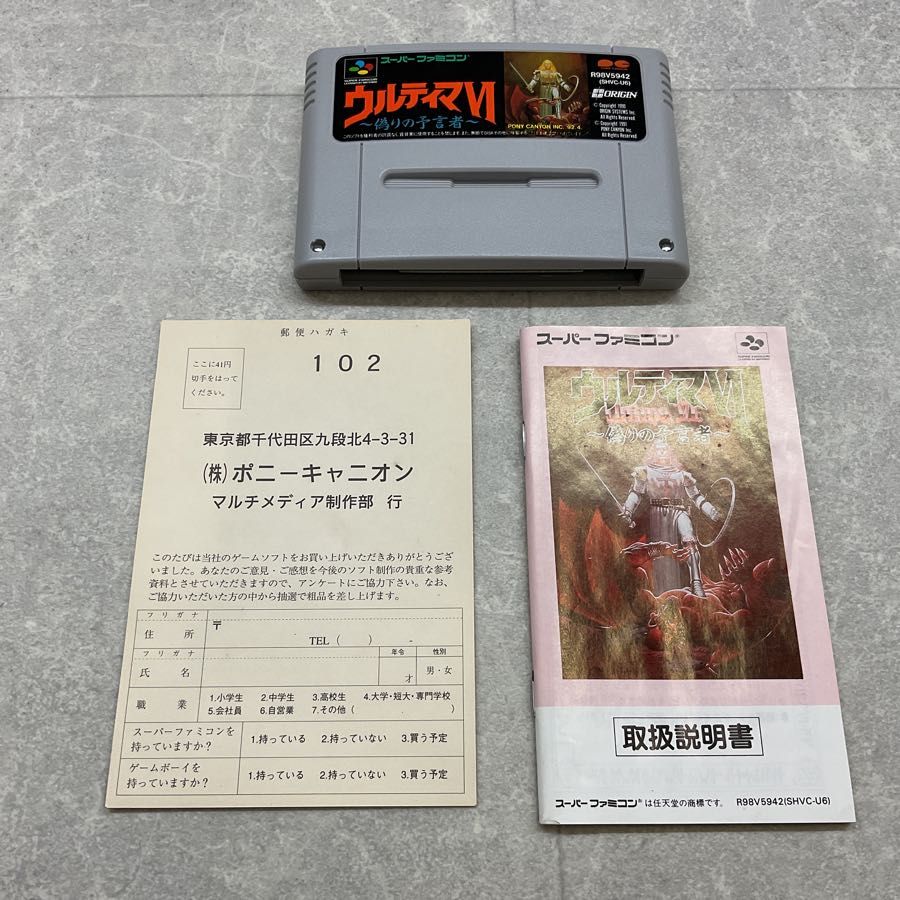 スーパーファミコン
ウルティマVI
～偽りの予言者～
PONY CANYON INC. '92.4.
R98V5942
(SHVC-U6)
ORIGIN
© Copyright 1990
ORIGIN SYSTEMS Inc.
All Rights Reserved.
© Copyright 1991
PONY CANYON Inc.
All Rights Reserved.
郵便ハガキ
102
ここに41円
切手をはって
ください。
東京都千代田区九段北4-3-31
(株)ポニーキャニオン
マルチメディア制作部 行
このたびは当社のゲームソフトをお買い上げいただきありがとうござ
いました。あなたのご意見・ご感想を今後のソフト制作の貴重な参考
資料とさせていただきますので、アンケートにご協力下さい。なお、
ご協力いただいた方の中から抽選で粗品を差し上げます。
フリガナ
住所
〒
TEL ( ) -
フリガナ
氏名
年令
才
性別
男・女
職業
1.小学生 2.中学生 3.高校生 4.大学・短大・専門学校
5.会社員 6.自営業 7.その他 ( )
スーパーファミコンを
持っていますか?
1.持っている 2.持っていない 3.買う予定
ゲームボーイを
持っていますか?
1.持っている 2.持っていない 3.買う予定
スーパーファミコン®
ウルティマVI
～偽りの予言者～
取扱説明書
スーパーファミコン®は任天堂の商標です。 R98V5942(SHVC-U6)